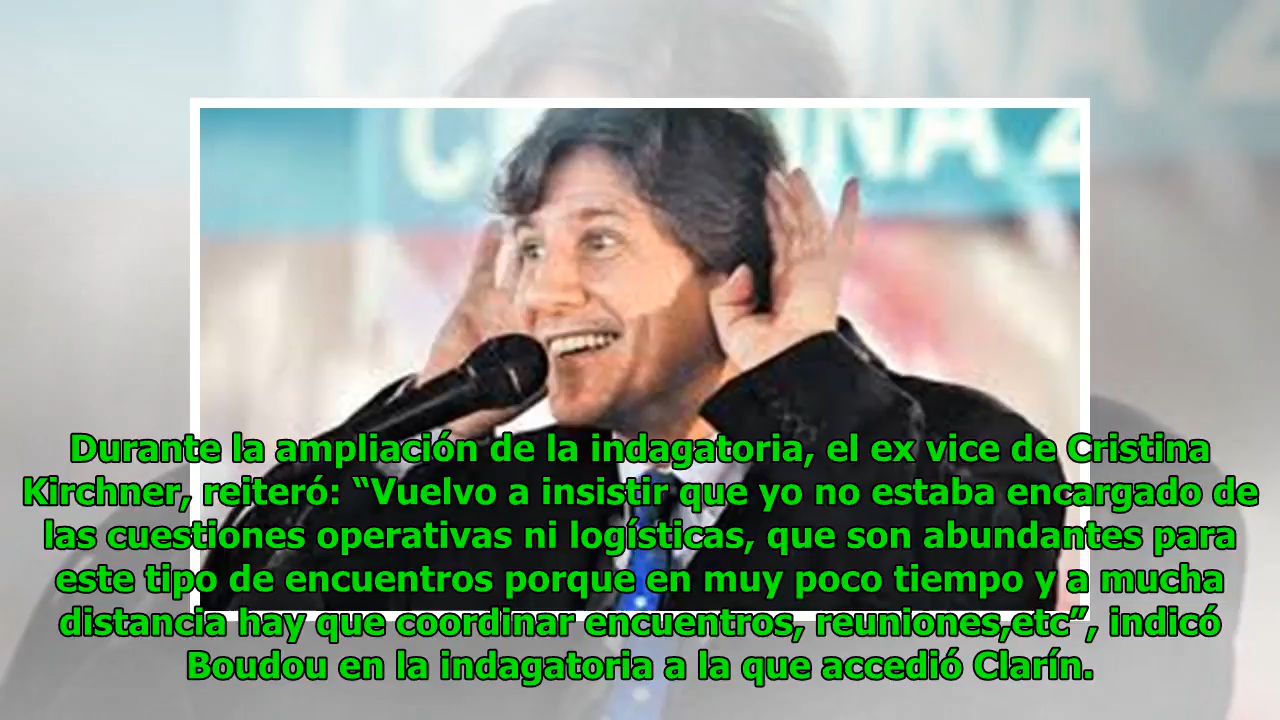 CRISTINA 2
Durante la ampliación de la indagatoria, el ex vice de Cristina
Kirchner, reiteró: “Vuelvo a insistir que yo no estaba encargado de
las cuestiones operativas ni logísticas, que son abundantes para
este tipo de encuentros porque en muy poco tiempo y a mucha
distancia hay que coordinar encuentros, reuniones,etc”, indicó
Boudou en la indagatoria a la que accedió Clarín.